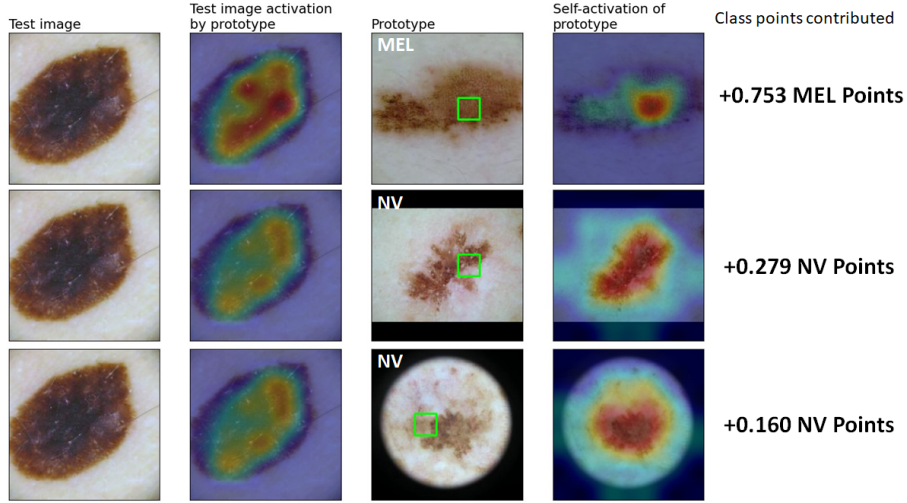 Test image
Test image activation
by prototype
Prototype
Self-activation of
prototype
Class points contributed
MEL
+0.753 MEL Points
NV
+0.279 NV Points
NV
+0.160 NV Points